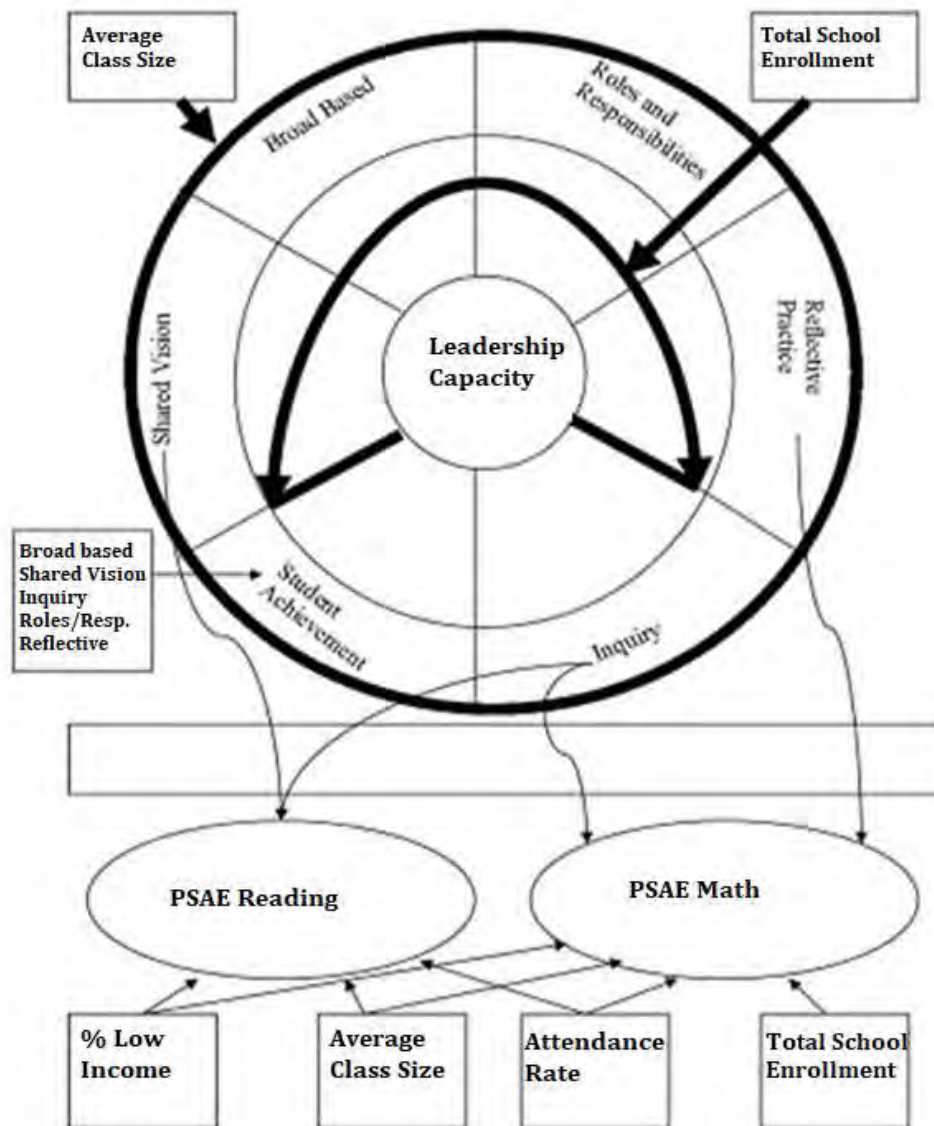 Average
Class Size
Total School
Enrollment
Broad Based
Roles and
Responsibilities
Shared Vision
Leadership
Capacity
Reflective
Practice
Broad based
Shared Vision
Inquiry
Roles/Resp.
Reflective
Student
Achievement
Inquiry
PSAE Reading
PSAE Math
% Low
Income
Average
Class Size
Attendance
Rate
Total School
Enrollment